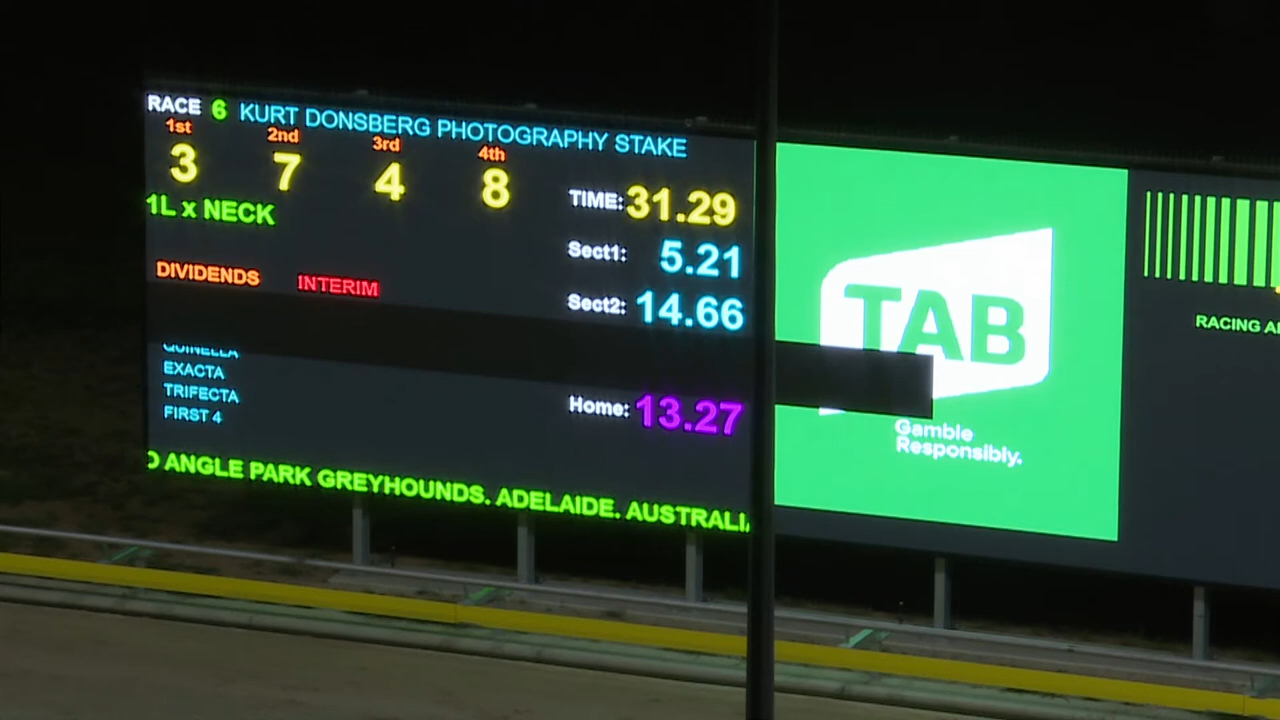 RACE 6 KURT DONSBERG PHOTOGRAPHY STAKE
1st 2nd 3rd 4th
3 7 4 8
1L x NECK
TIME: 31.29
Sect1: 5.21
DIVIDENDS INTERIM
Sect2: 14.66
QUINELLA
EXACTA
TRIFECTA
FIRST 4
Home: 13.27
O ANGLE PARK GREYHOUNDS. ADELAIDE. AUSTRALIA
TAB
Gamble
Responsibly.
RACING A